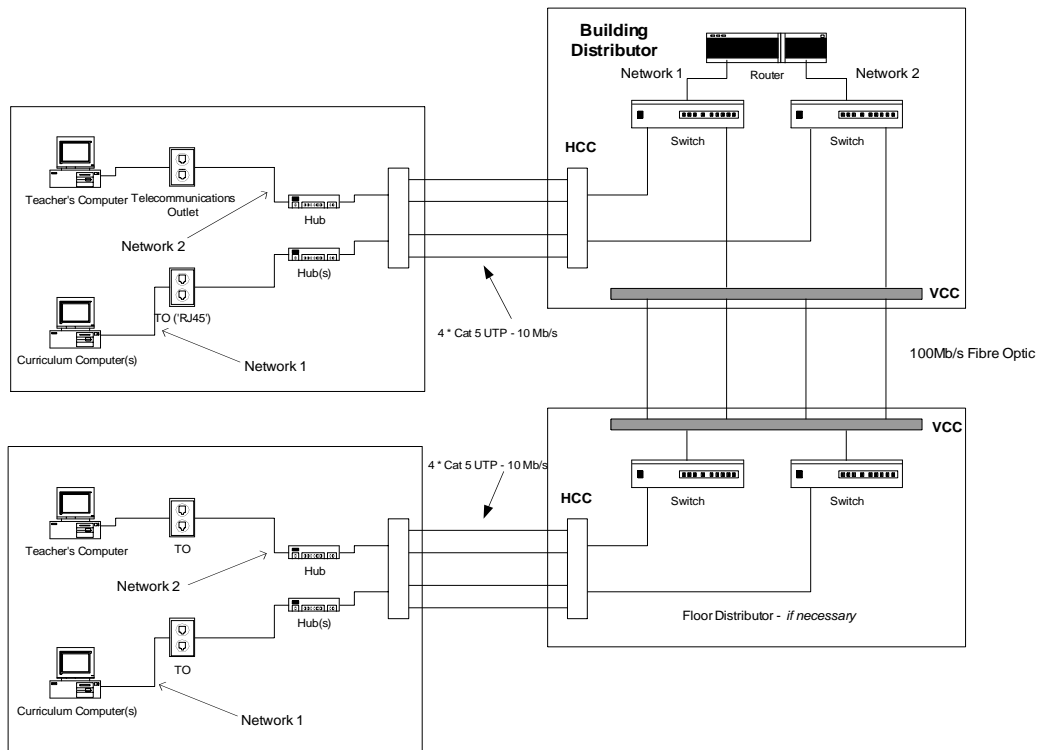 Building
Distributor
Network 1
Router
Network 2
Switch
Switch
HCC
VCC
Teacher's Computer
Telecommunications
Outlet
Hub
Network 2
Hub(s)
TO ('RJ45')
Curriculum Computer(s)
Network 1
4 * Cat 5 UTP - 10 Mb/s
100Mb/s Fibre Optic
VCC
4 * Cat 5 UTP - 10 Mb/s
HCC
Switch
Switch
Teacher's Computer
TO
Hub
Network 2
Hub(s)
TO
Curriculum Computer(s)
Network 1
Floor Distributor - if necessary